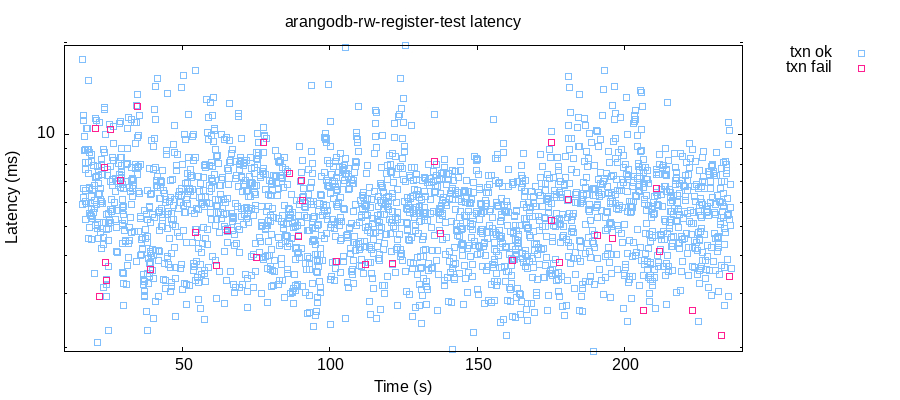 arangodb-rw-register-test latency
txn ok
txn fail
10
Latency (ms)
50
100
150
200
Time (s)